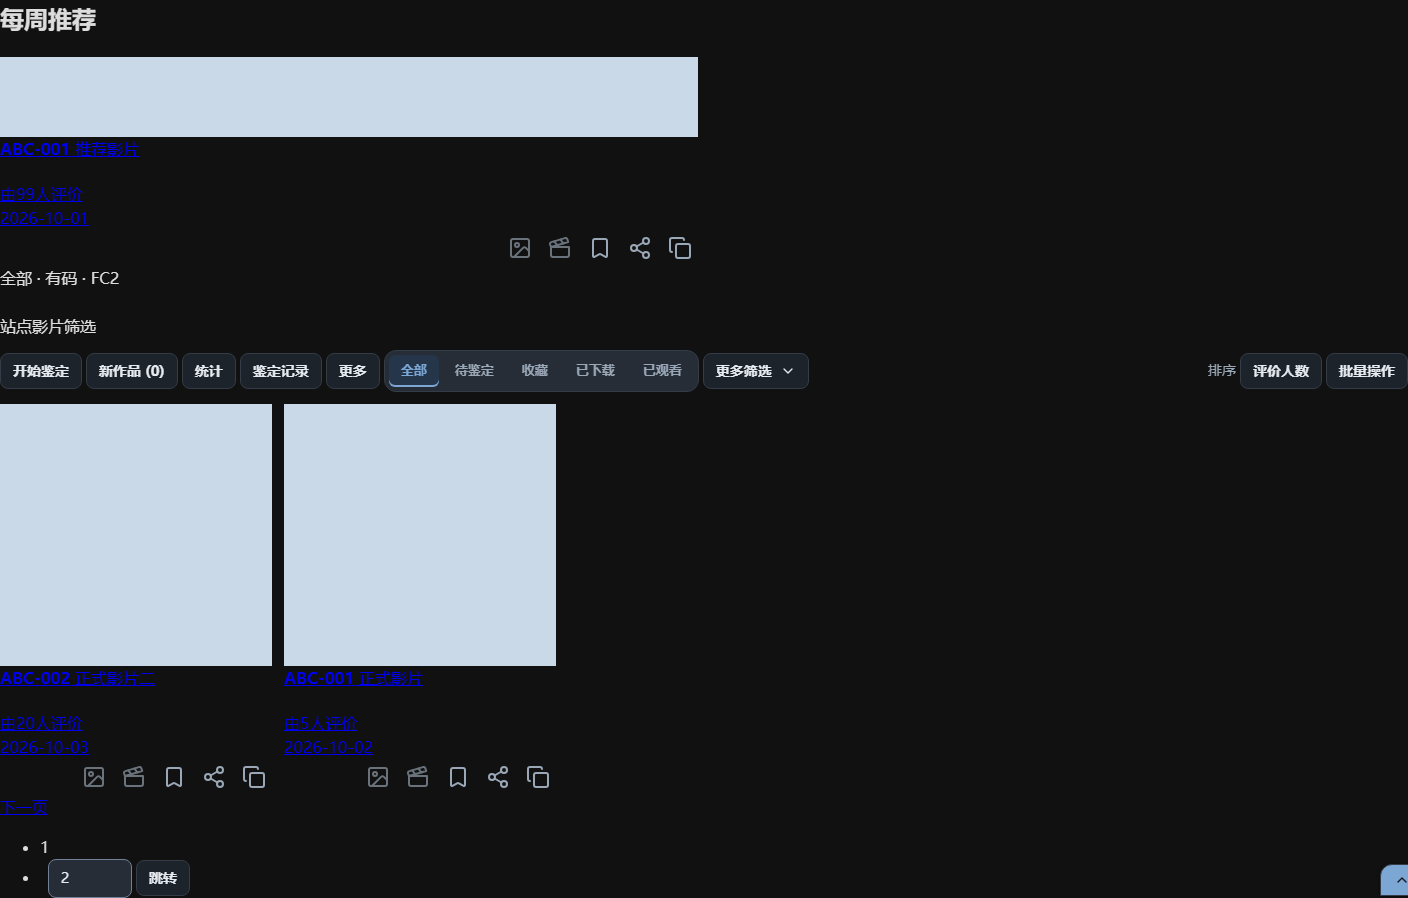 每周推荐
ABC-001 推荐影片
由99人评价
2026-10-01
全部 · 有码 · FC2
站点影片筛选
开始鉴定 新作品 (0) 统计 鉴定记录 更多 全部 待鉴定 收藏 已下载 已观看 更多筛选 排序 评价人数 批量操作
ABC-002 正式影片二
由20人评价
2026-10-03
ABC-001 正式影片
由5人评价
2026-10-02
下一页
1
2 跳转